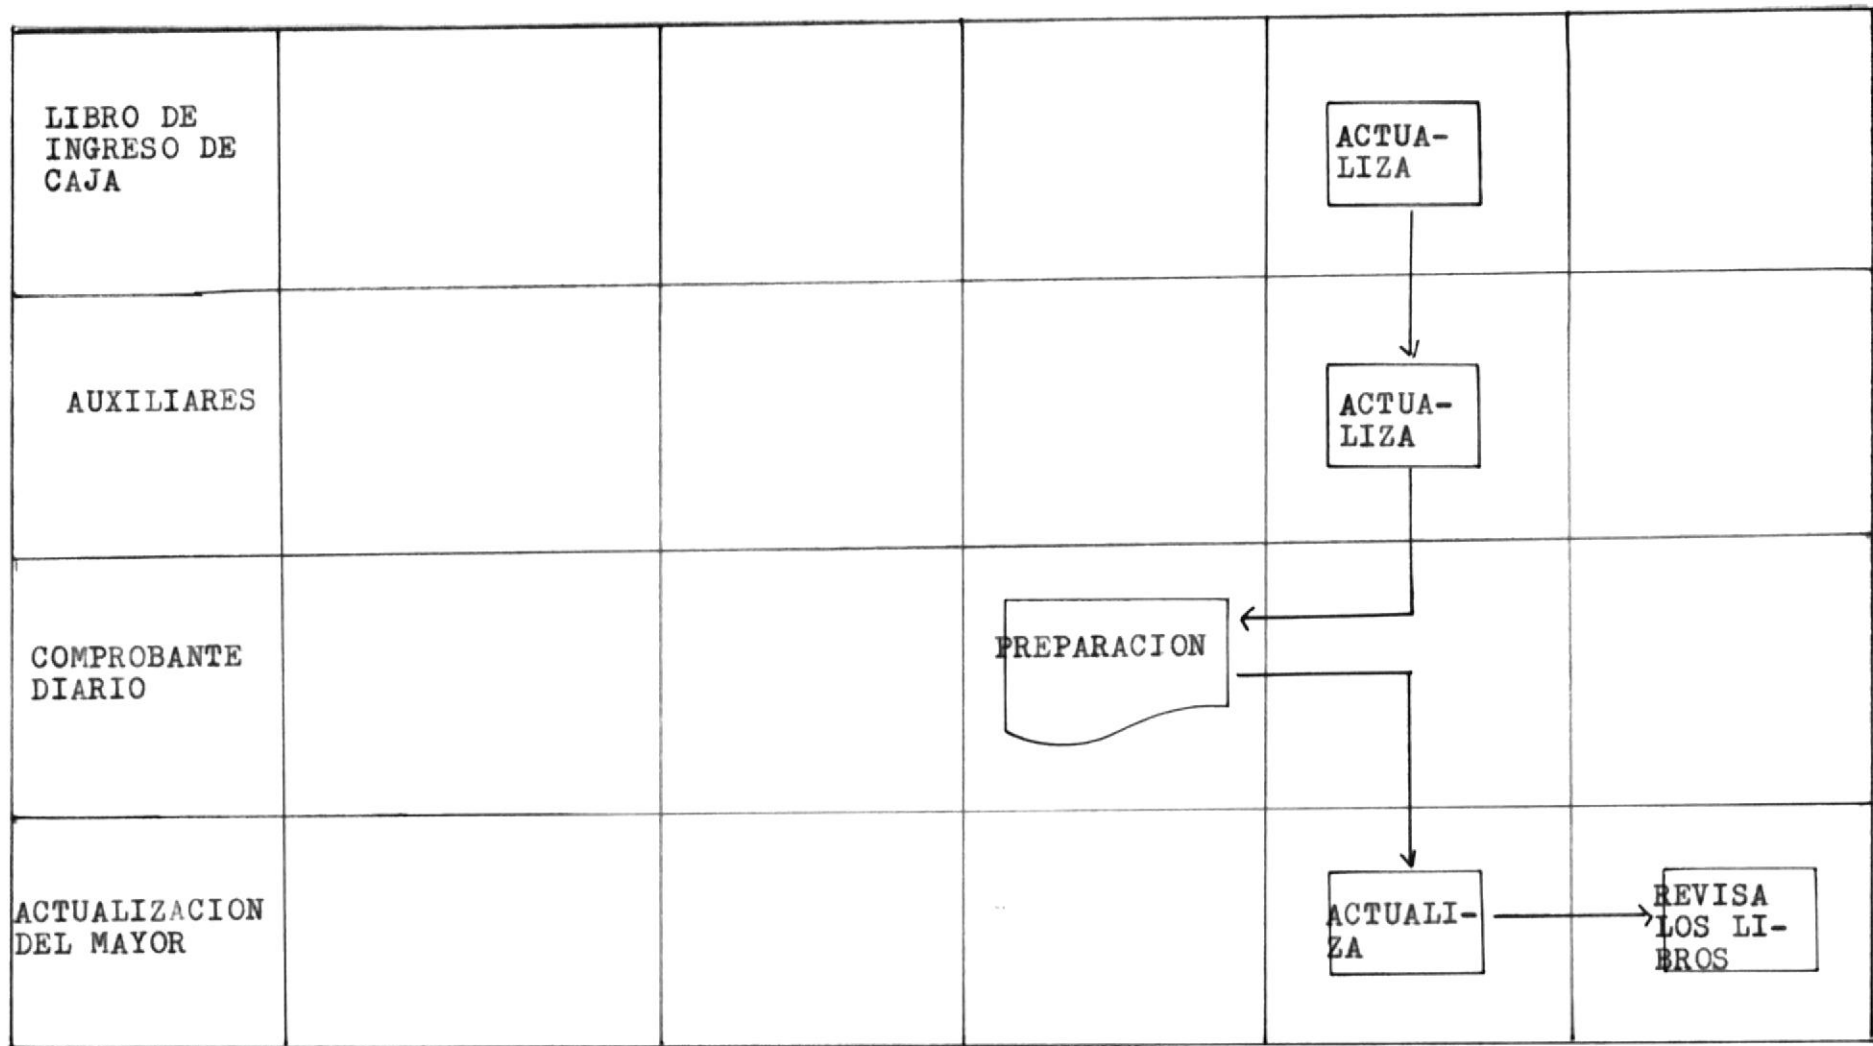 LIBRO DE
INGRESO DE
CAJA
ACTUA-
LIZA
AUXILIARES
ACTUA-
LIZA
COMPROBANTE
DIARIO
PREPARACION
ACTUALIZACION
DEL MAYOR
ACTUALI-
ZA
REVISA
LOS LI-
BROS